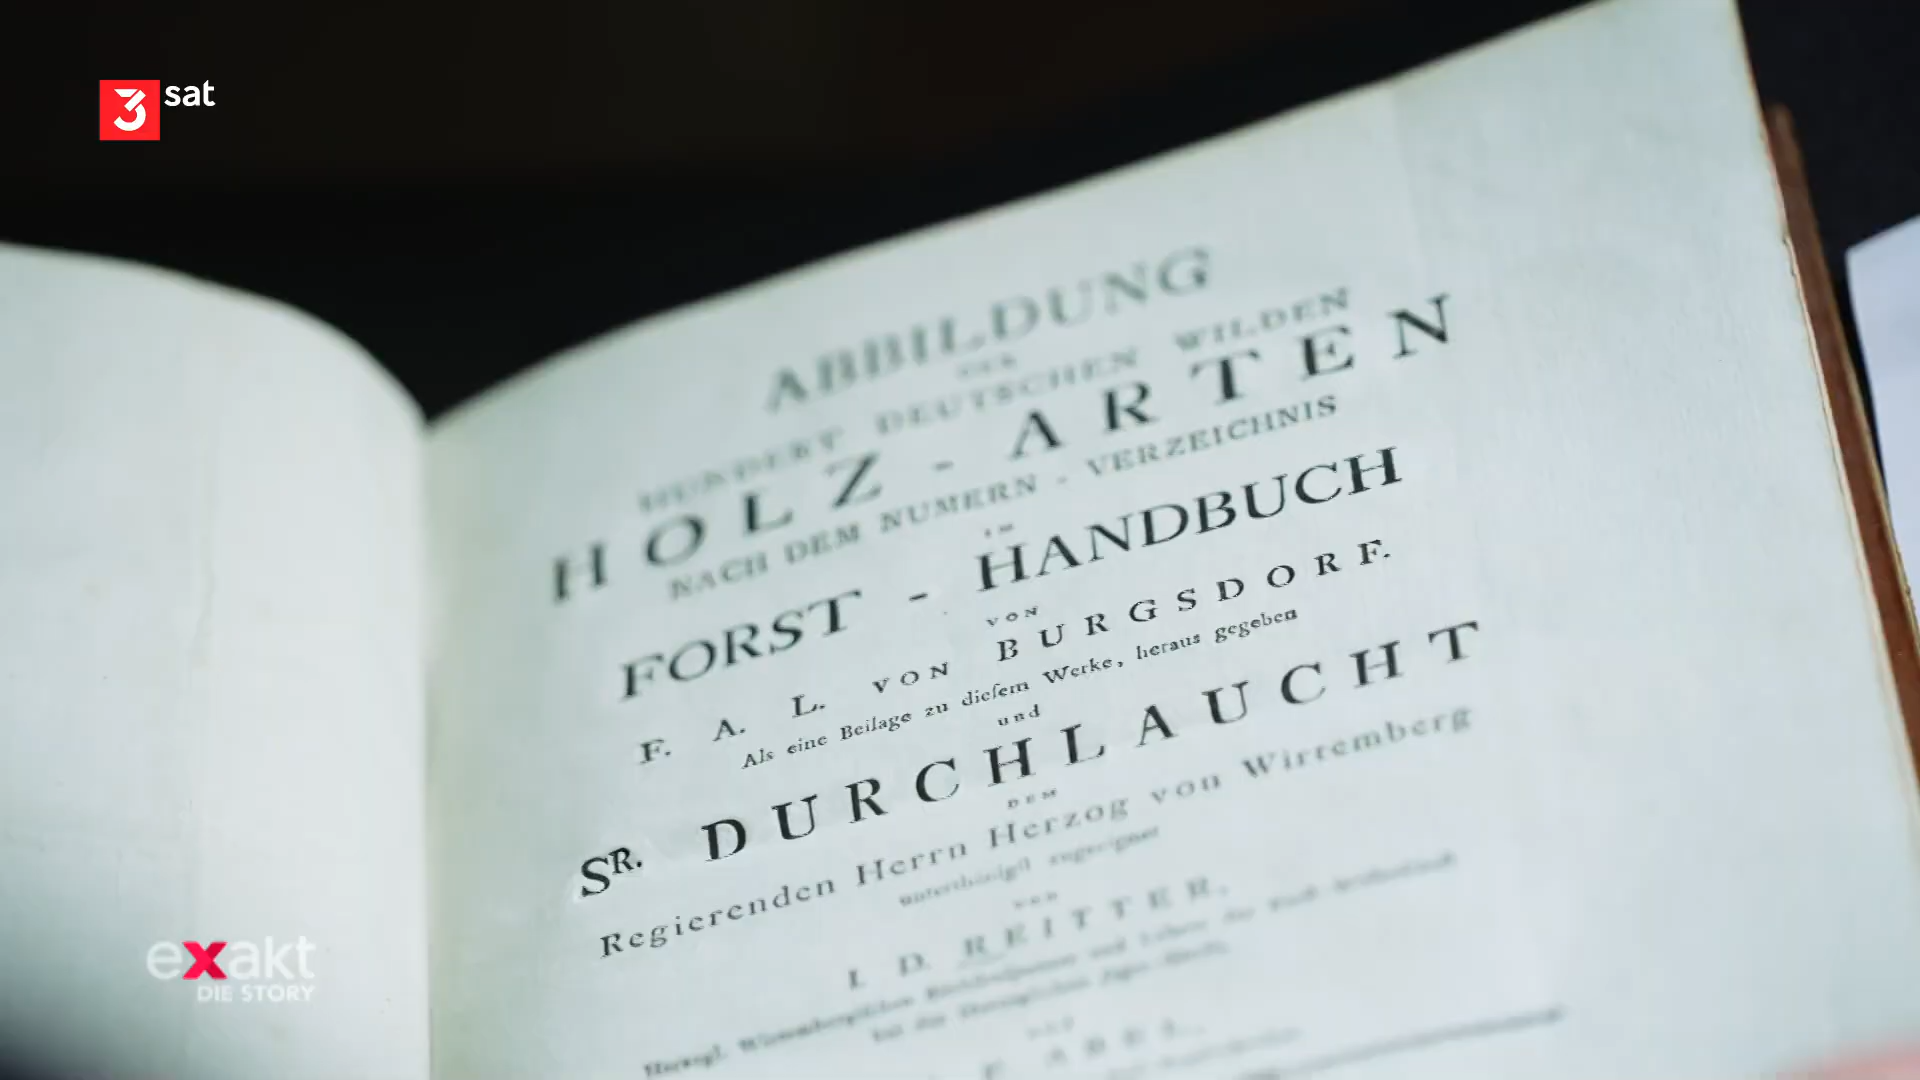 3sat
ABBILDUNG
DER
HUNDERT DEUTSCHEN WILDEN
HOLZ - ARTEN
NACH DEM NUMERN - VERZEICHNIS
IM
FORST - HANDBUCH
VON
F. A. L. VON BURGSDORF.
Als eine Beilage zu dieſem Werke, heraus gegeben
und
SR. DURCHLAUCHT
DEM
Regierenden Herrn Herzog von Wirtemberg
unterthänigſt zugeeignet
von
I. D. REITTER,
exakt
DIE STORY